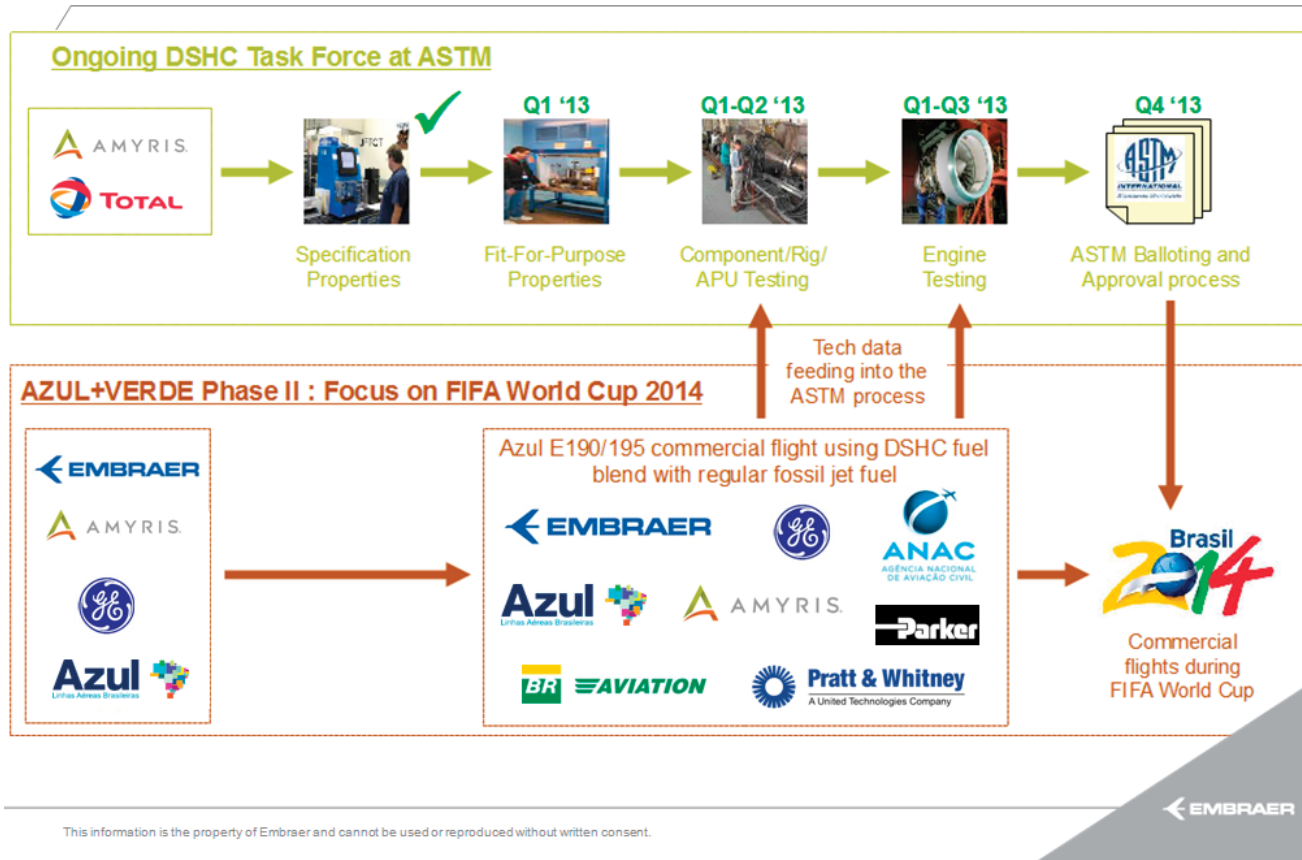 Ongoing DSHC Task Force at ASTM
AMYRIS
TOTAL
JFTOT
Specification
Properties
Q1 ‘13
Fit-For-Purpose
Properties
Q1-Q2 ‘13
Component/Rig/
APU Testing
Q1-Q3 ‘13
Engine
Testing
Q4 ‘13
ASTM
INTERNATIONAL
ASTM Balloting and
Approval process
Tech data
feeding into the
ASTM process
AZUL+VERDE Phase II : Focus on FIFA World Cup 2014
EMBRAER
AMYRIS
GE
Azul
Linhas Aéreas Brasileiras
Azul E190/195 commercial flight using DSHC fuel
blend with regular fossil jet fuel
EMBRAER
GE
ANAC
AGÊNCIA NACIONAL
DE AVIAÇÃO CIVIL
Azul
Linhas Aéreas Brasileiras
AMYRIS
Parker
BR AVIATION
Pratt & Whitney
A United Technologies Company
Brasil
2014
Commercial
flights during
FIFA World Cup
EMBRAER
This information is the property of Embraer and cannot be used or reproduced without written consent.